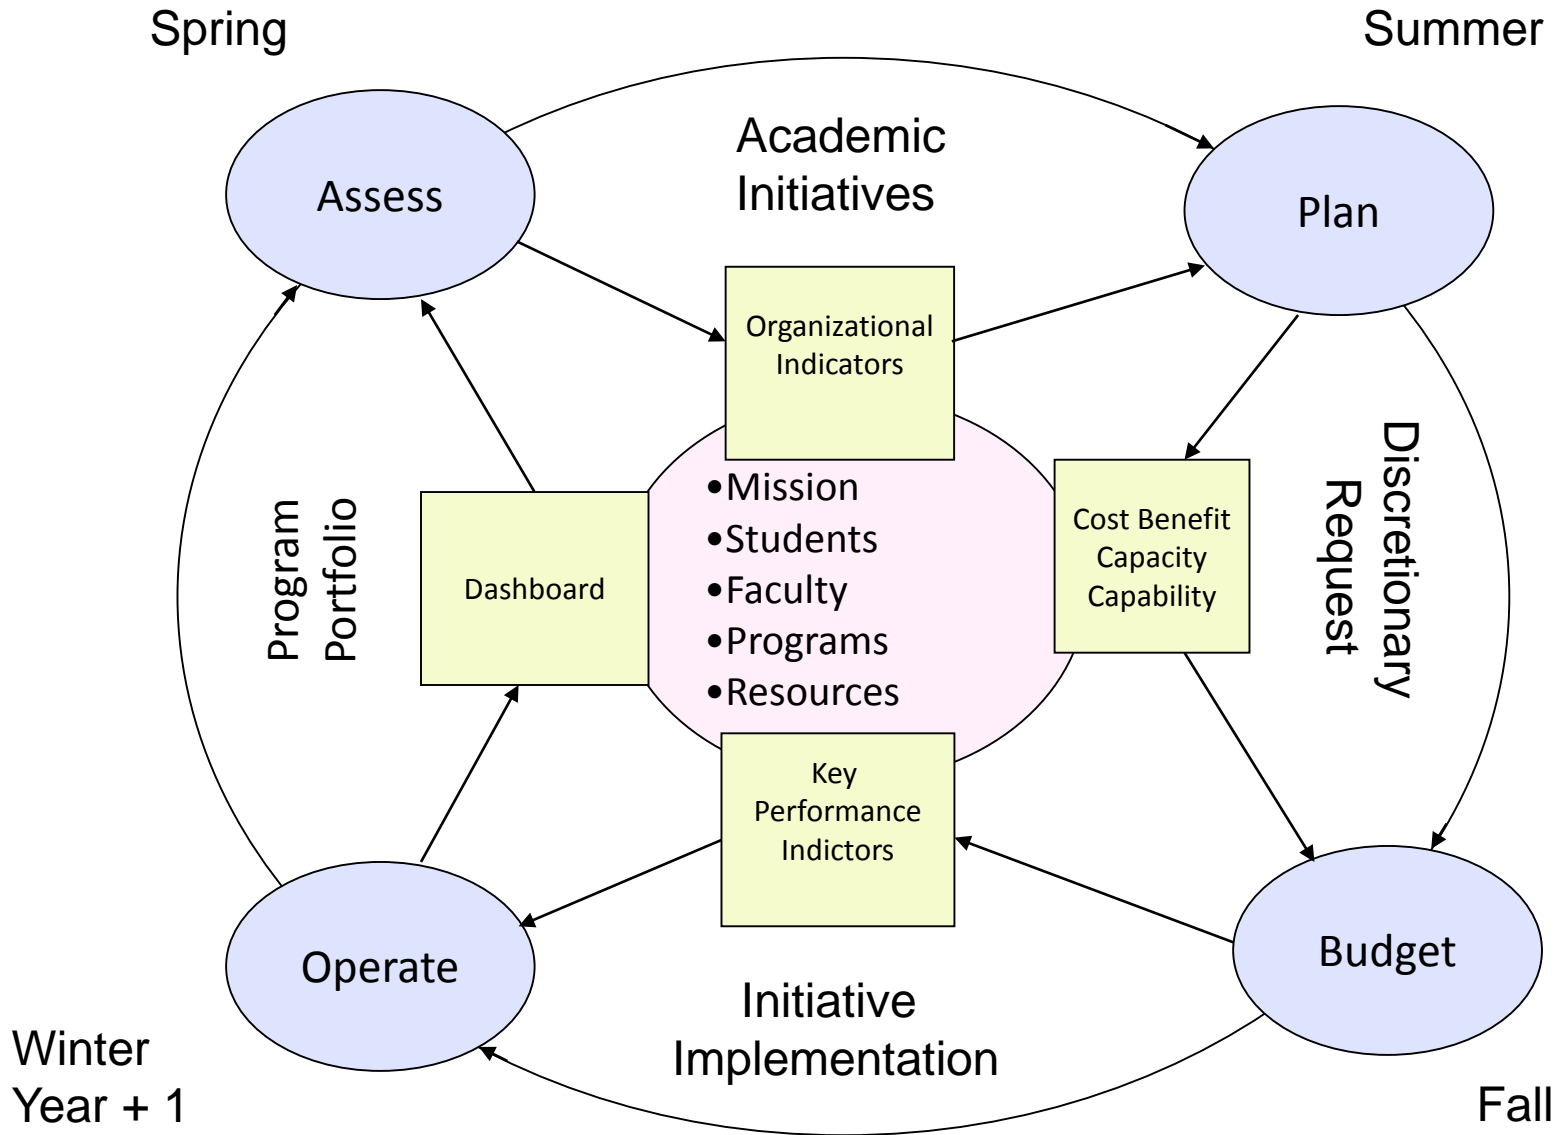 Spring
Summer
Academic
Initiatives
Assess
Plan
Organizational
Indicators
•Mission
•Students
•Faculty
•Programs
•Resources
Cost Benefit
Capacity
Capability
Discretionary
Request
Program
Portfolio
Dashboard
Key
Performance
Indictors
Operate
Budget
Initiative
Implementation
Winter
Year + 1
Fall